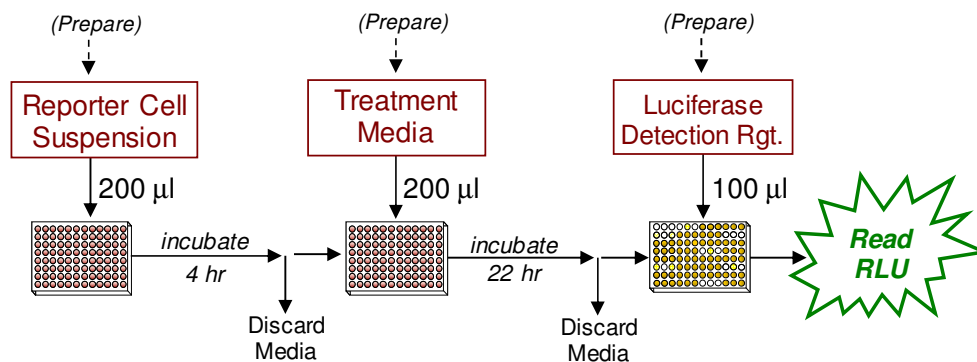 (Prepare)
(Prepare)
(Prepare)
Reporter Cell
Suspension
Treatment
Media
Luciferase
Detection Rgt.
200 µl
200 µl
100 µl
incubate
4 hr
incubate
22 hr
Read
RLU
Discard
Media
Discard
Media